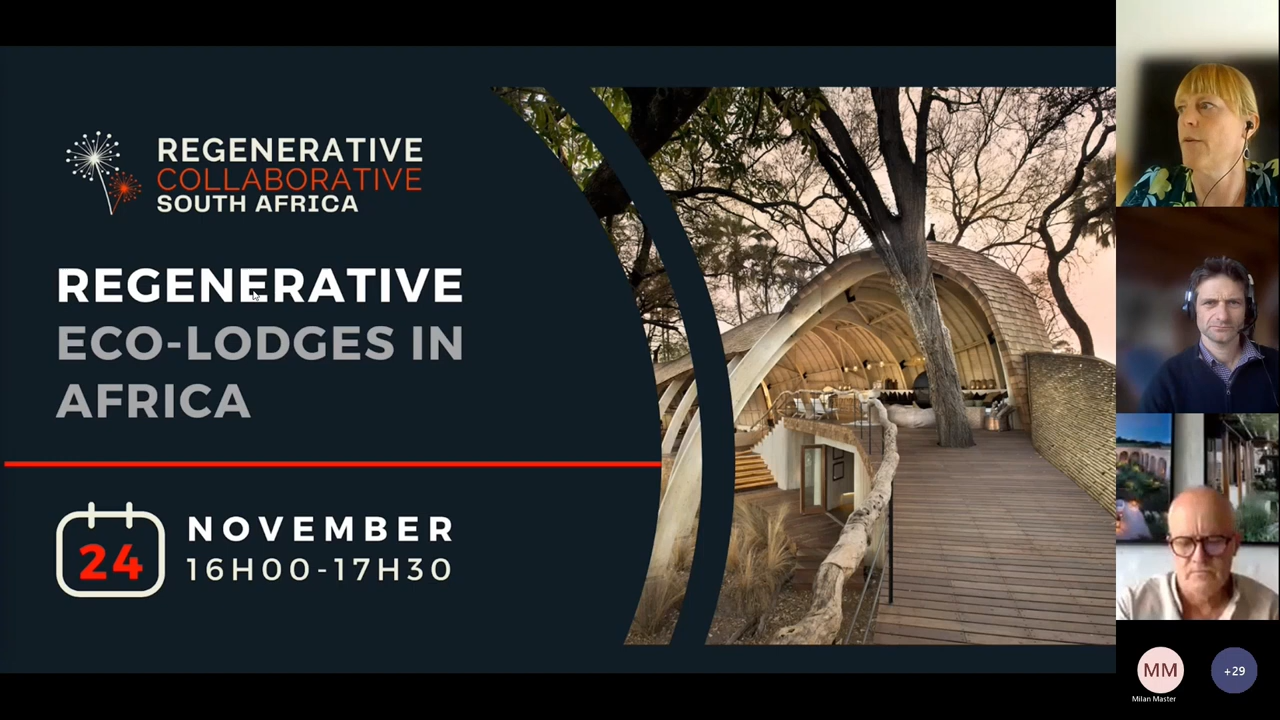 REGENERATIVE
COLLABORATIVE
SOUTH AFRICA
REGENERATIVE
ECO-LODGES IN
AFRICA
24
NOVEMBER
16H00-17H30
MM
+29
Milan Master